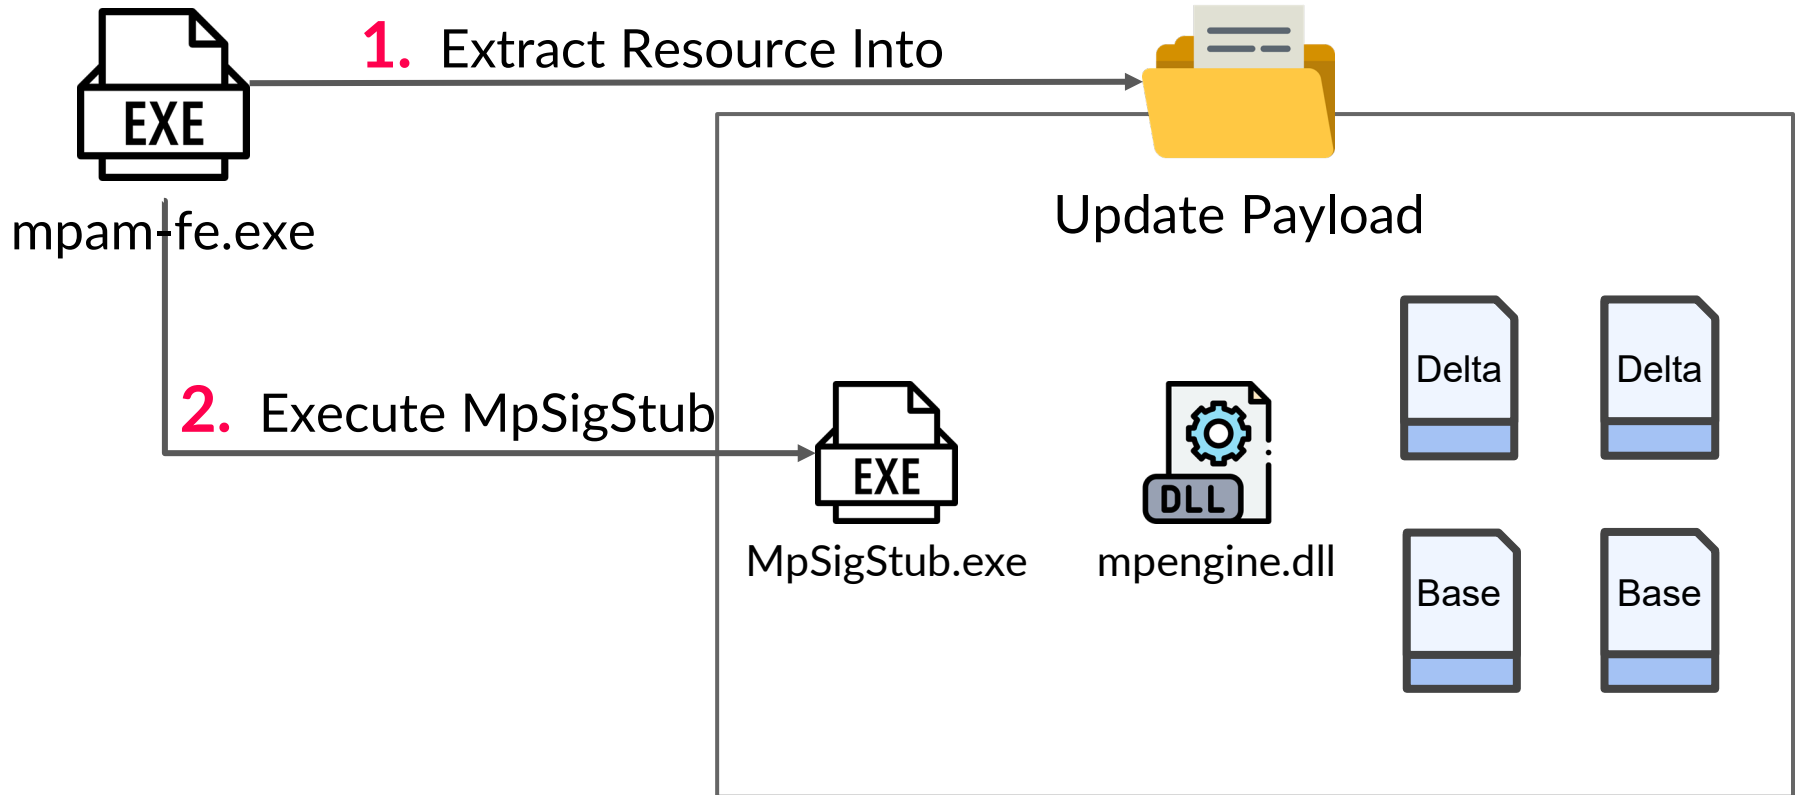 1. Extract Resource Into
EXE
mpam-fe.exe
Update Payload
2. Execute MpSigStub
EXE
MpSigStub.exe
DLL
mpengine.dll
Delta
Delta
Base
Base